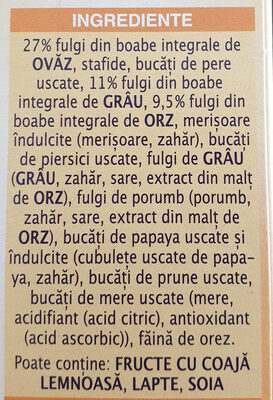 INGREDIENTE
27% fulgi din boabe integrale de
OVĂZ, stafide, bucăți de pere
uscate, 11% fulgi din boabe
integrale de GRÂU, 9,5% fulgi din
boabe integrale de ORZ, merișoare
îndulcite (merișoare, zahăr), bucăți
de piersici uscate, fulgi de GRÂU
(GRÂU, zahăr, sare, extract din malț
de ORZ), fulgi de porumb (porumb,
zahăr, sare, extract din malț de
ORZ), bucăți de papaya uscate și
îndulcite (cubulețe uscate de papa-
ya, zahăr), bucăți de prune uscate,
bucăți de mere uscate (mere,
acidifiant (acid citric), antioxidant
(acid ascorbic)), făină de orez.
Poate conține: FRUCTE CU COAJĂ
LEMNOASĂ, LAPTE, SOIA